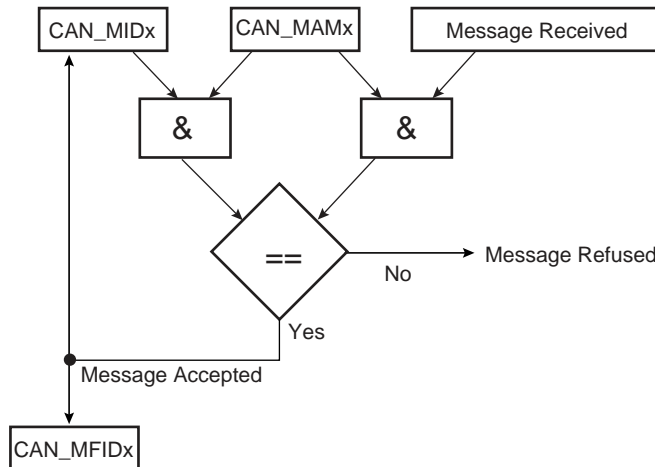 CAN_MIDx
CAN_MAMx
Message Received
&
&
==
No
Message Refused
Yes
Message Accepted
CAN_MFIDx